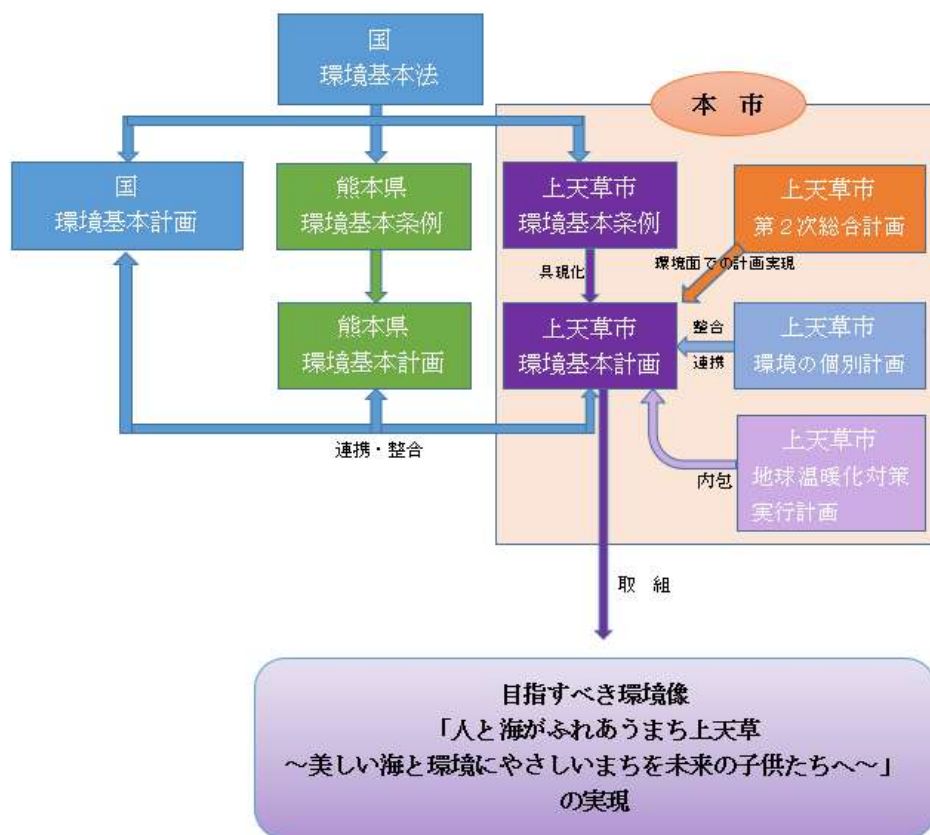 国
環境基本法
本 市
国
環境基本計画
熊本県
環境基本条例
上天草市
環境基本条例
上天草市
第２次総合計画
具現化
環境面での計画実現
熊本県
環境基本計画
上天草市
環境基本計画
整合
連携
上天草市
環境の個別計画
連携・整合
内包
上天草市
地球温暖化対策
実行計画
取 組
目指すべき環境像
「人と海がふれあうまち上天草
～美しい海と環境にやさしいまちを未来の子供たちへ～」
の実現